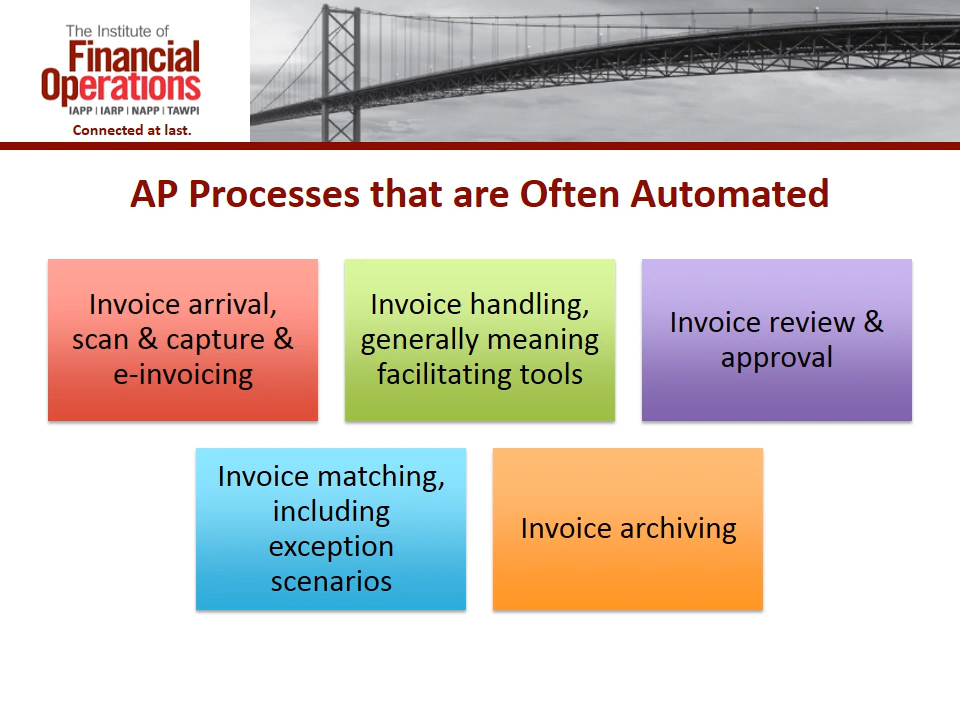 The Institute of
Financial
Operations
IAPP | IARP | NAPP | TAWPI
Connected at last.
AP Processes that are Often Automated
Invoice arrival,
scan & capture &
e-invoicing
Invoice handling,
generally meaning
facilitating tools
Invoice review &
approval
Invoice matching,
including
exception
scenarios
Invoice archiving